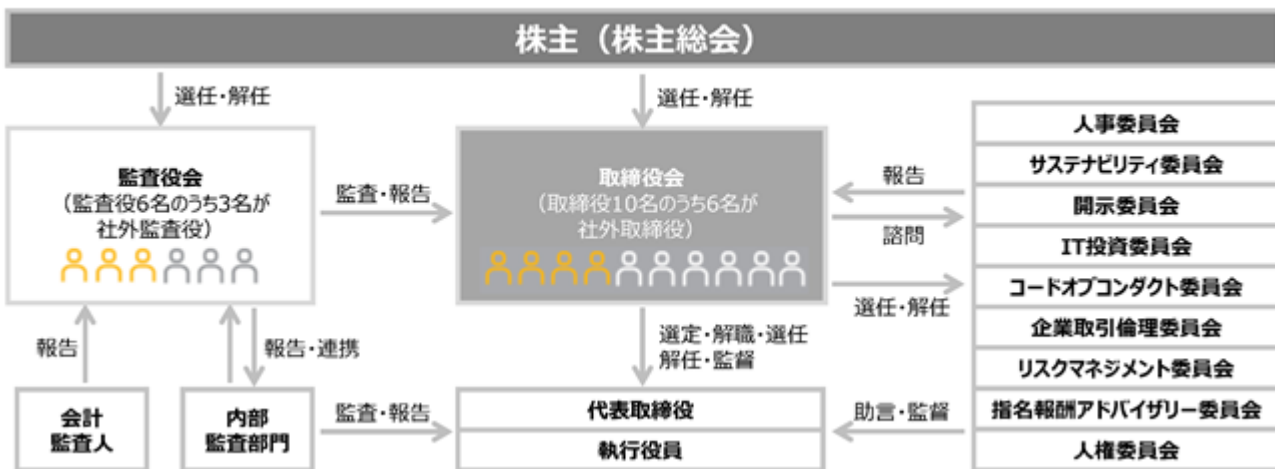 株主（株主総会）
選任・解任
選任・解任
監査役会
（監査役6名のうち3名が
社外監査役）
監査・報告
取締役会
（取締役10名のうち6名が
社外取締役）
報告
諮問
選任・解任
人事委員会
サステナビリティ委員会
開示委員会
IT投資委員会
コードオブコンダクト委員会
企業取引倫理委員会
リスクマネジメント委員会
指名報酬アドバイザリー委員会
人権委員会
報告
報告・連携
選定・解職・選任
解任・監督
会計
監査人
内部
監査部門
監査・報告
代表取締役
執行役員
助言・監督